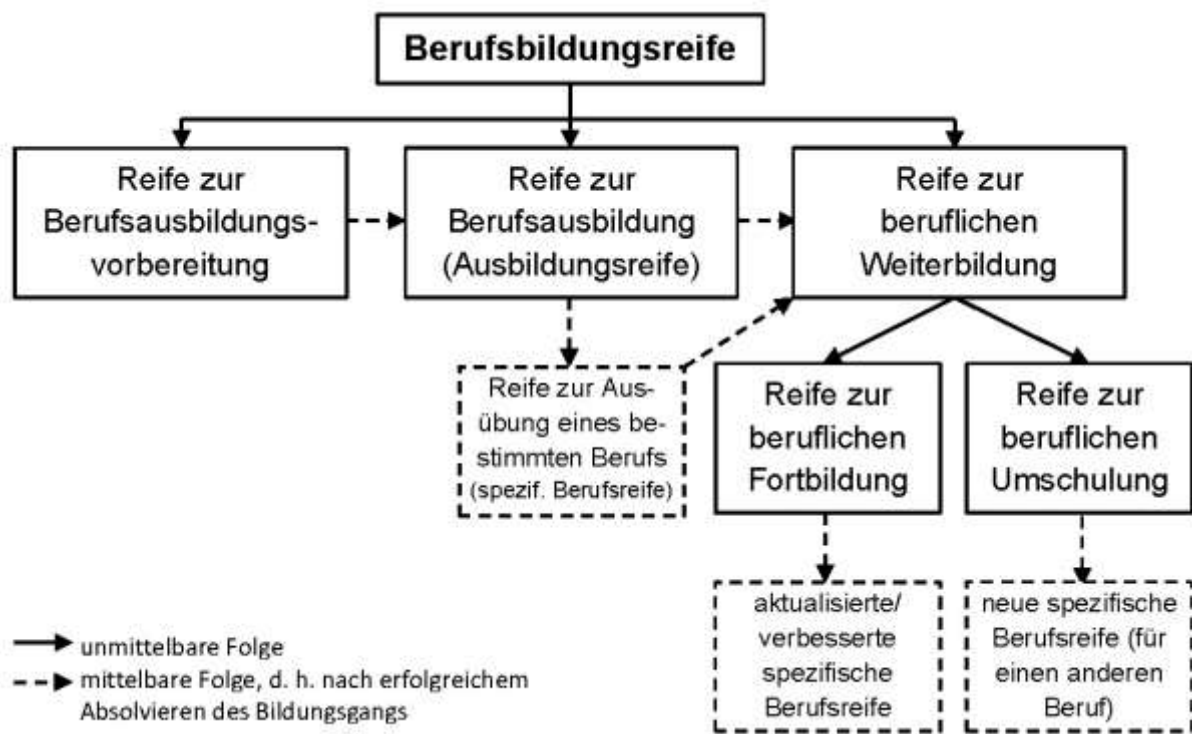 Berufsbildungsreife
Reife zur
Berufsausbildungs-
vorbereitung
Reife zur
Berufsausbildung
(Ausbildungsreife)
Reife zur
beruflichen
Weiterbildung
Reife zur Aus-
übung eines be-
stimmten Berufs
(spezif. Berufsreife)
Reife zur
beruflichen
Fortbildung
Reife zur
beruflichen
Umschulung
aktualisierte/
verbesserte
spezifische
Berufsreife
neue spezifische
Berufsreife (für
einen anderen
Beruf)
unmittelbare Folge
mittelbare Folge, d. h. nach erfolgreichem
Absolvieren des Bildungsgangs